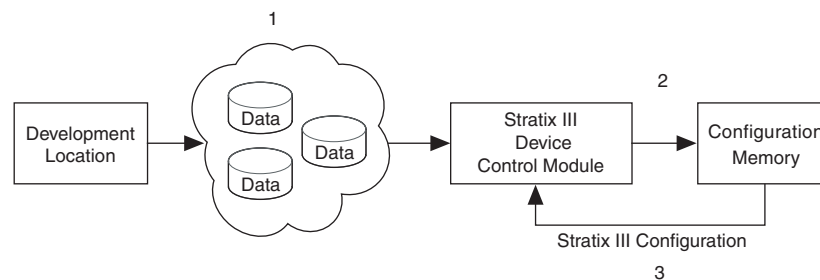 1
Development
Location
Data
Data
Data
Stratix III
Device
Control Module
2
Configuration
Memory
Stratix III Configuration
3